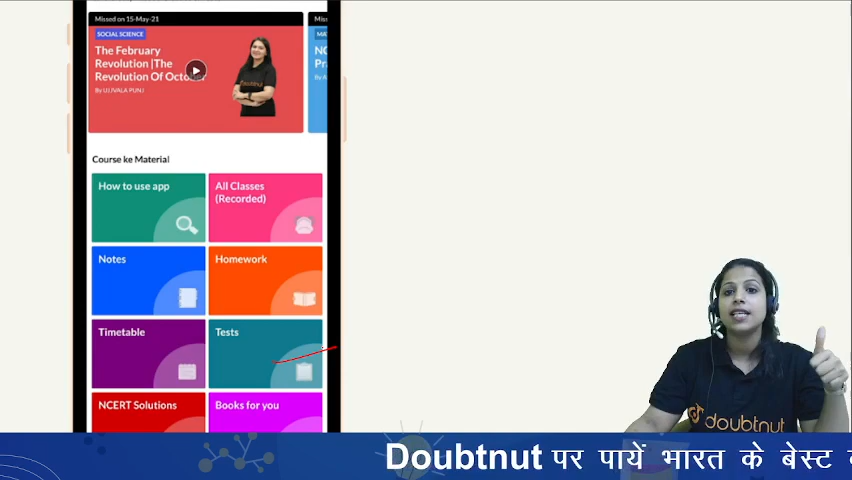 Missed on 15-May-21
SOCIAL SCIENCE
The February
Revolution |The
Revolution Of October
By UJJVALA PUNJ
doubtnut
Course ke Material
How to use app
All Classes
(Recorded)
Notes
Homework
Timetable
Tests
NCERT Solutions
Books for you
doubtnut
Doubtnut पर पायें भारत के बेस्ट